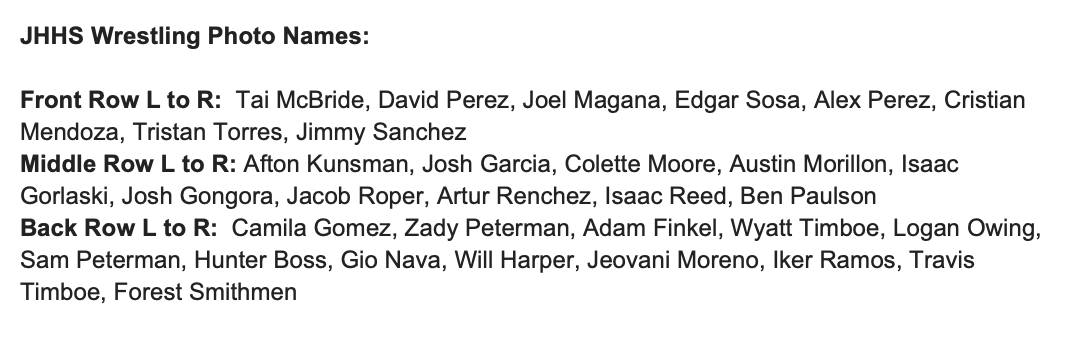 JHHS Wrestling Photo Names:
Front Row L to R:  Tai McBride, David Perez, Joel Magana, Edgar Sosa, Alex Perez, Cristian
Mendoza, Tristan Torres, Jimmy Sanchez
Middle Row L to R: Afton Kunsman, Josh Garcia, Colette Moore, Austin Morillon, Isaac
Gorlaski, Josh Gongora, Jacob Roper, Artur Renchez, Isaac Reed, Ben Paulson
Back Row L to R:  Camila Gomez, Zady Peterman, Adam Finkel, Wyatt Timboe, Logan Owing,
Sam Peterman, Hunter Boss, Gio Nava, Will Harper, Jeovani Moreno, Iker Ramos, Travis
Timboe, Forest Smithmen